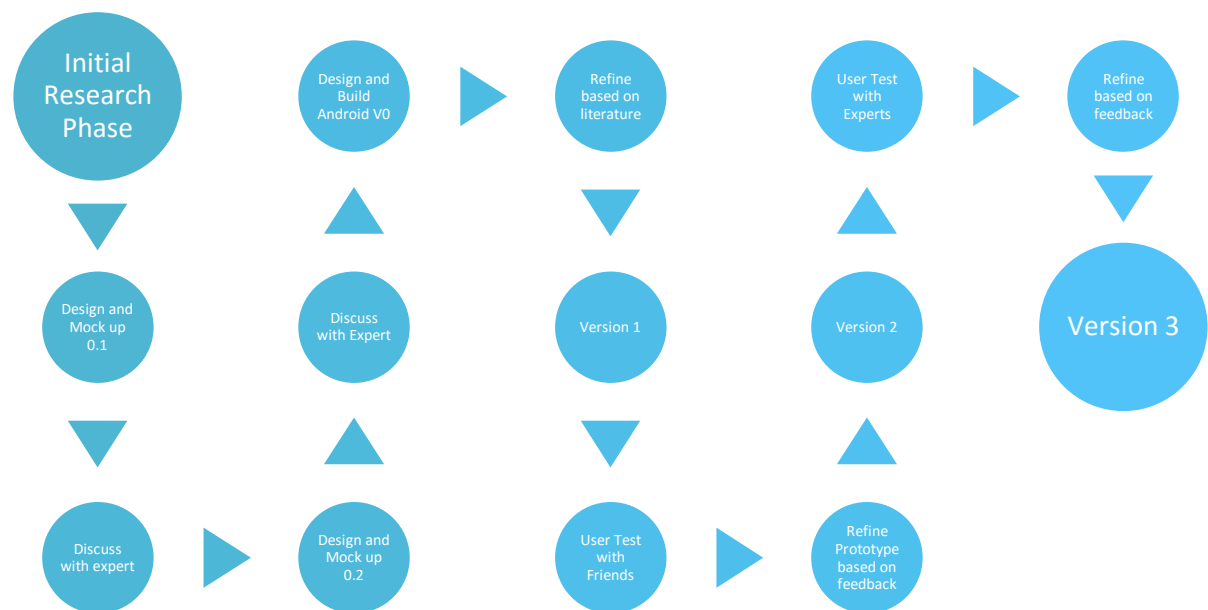 Initial
Research
Phase
Design and
Mock up
0.1
Discuss
with expert
Design and
Mock up
0.2
Discuss
with Expert
Design and
Build
Android V0
Refine
based on
literature
Version 1
User Test
with
Friends
Refine
Prototype
based on
feedback
Version 2
User Test
with
Experts
Refine
based on
feedback
Version 3